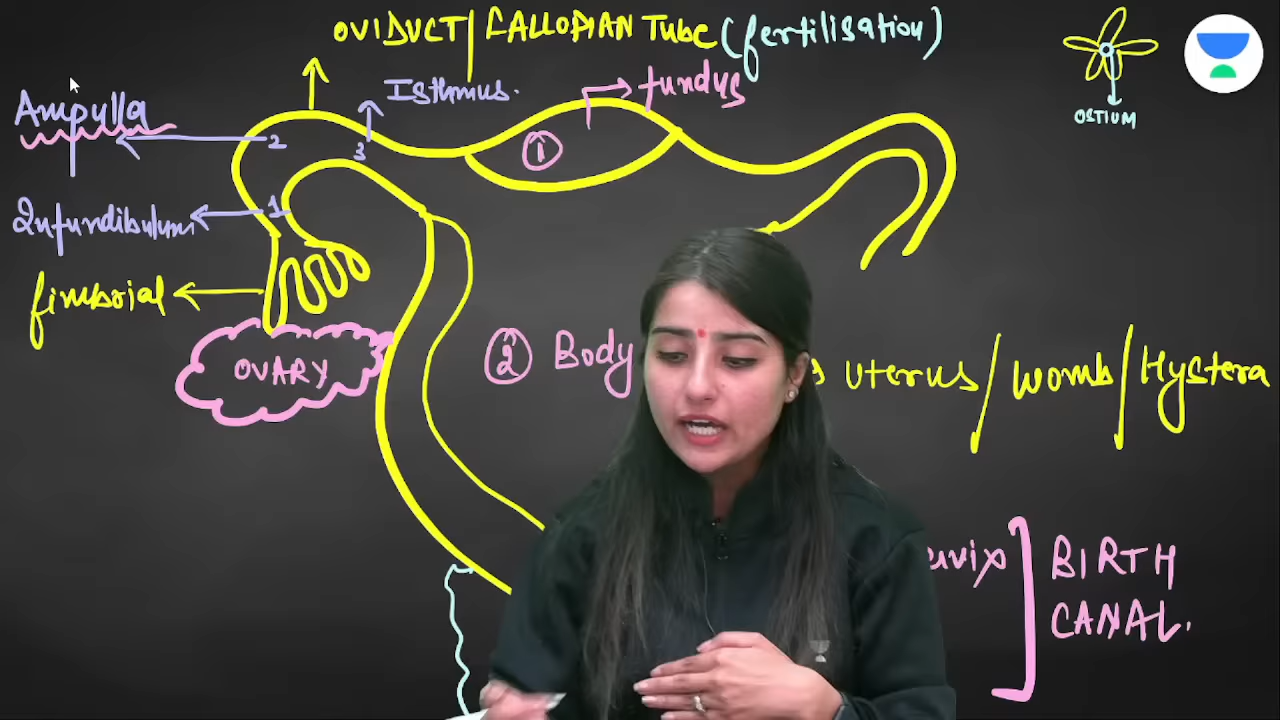 OVIDUCT/ FALLOPIAN Tube (fertilisation)
Isthmus.
fundus
Ampulla
OSTIUM
2
1
3
1
Infundibulum
fimbrial
OVARY
2 Body
uterus/ womb/ Hystera
BIRTH
CANAL.